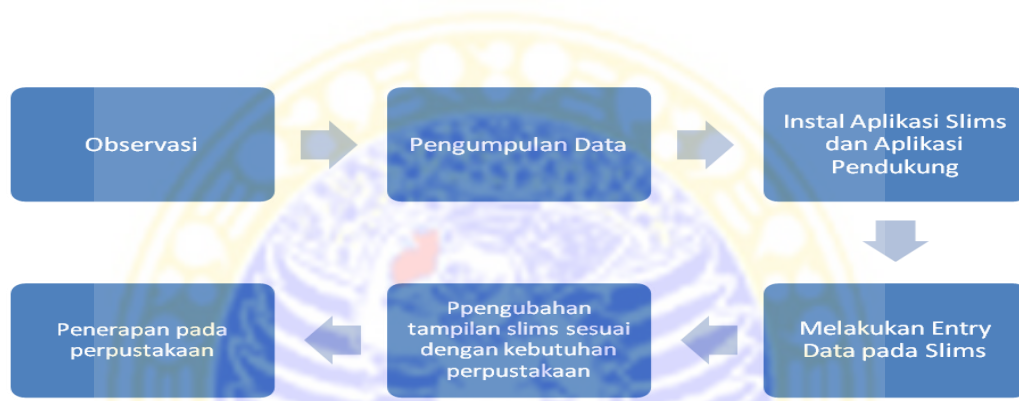 Observasi
Pengumpulan Data
Instal Aplikasi Slims
dan Aplikasi
Pendukung
Melakukan Entry
Data pada Slims
Ppengubahan
tampilan slims sesuai
dengan kebutuhan
perpustakaan
Penerapan pada
perpustakaan